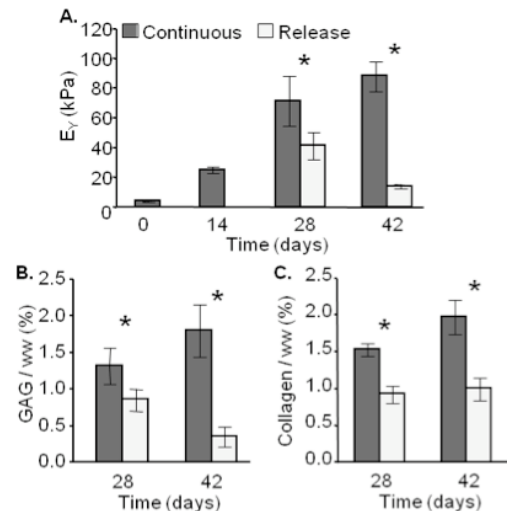 A.
Continuous Release
120
100
80
60
40
20
0
E_Y (kPa)
* *
0 14 28 42
Time (days)
B.
2.5
2.0
1.5
1.0
0.5
0.0
GAG / ww (%)
* *
28 42
Time (days)
C.
2.5
2.0
1.5
1.0
0.5
0.0
Collagen / ww (%)
* *
28 42
Time (days)